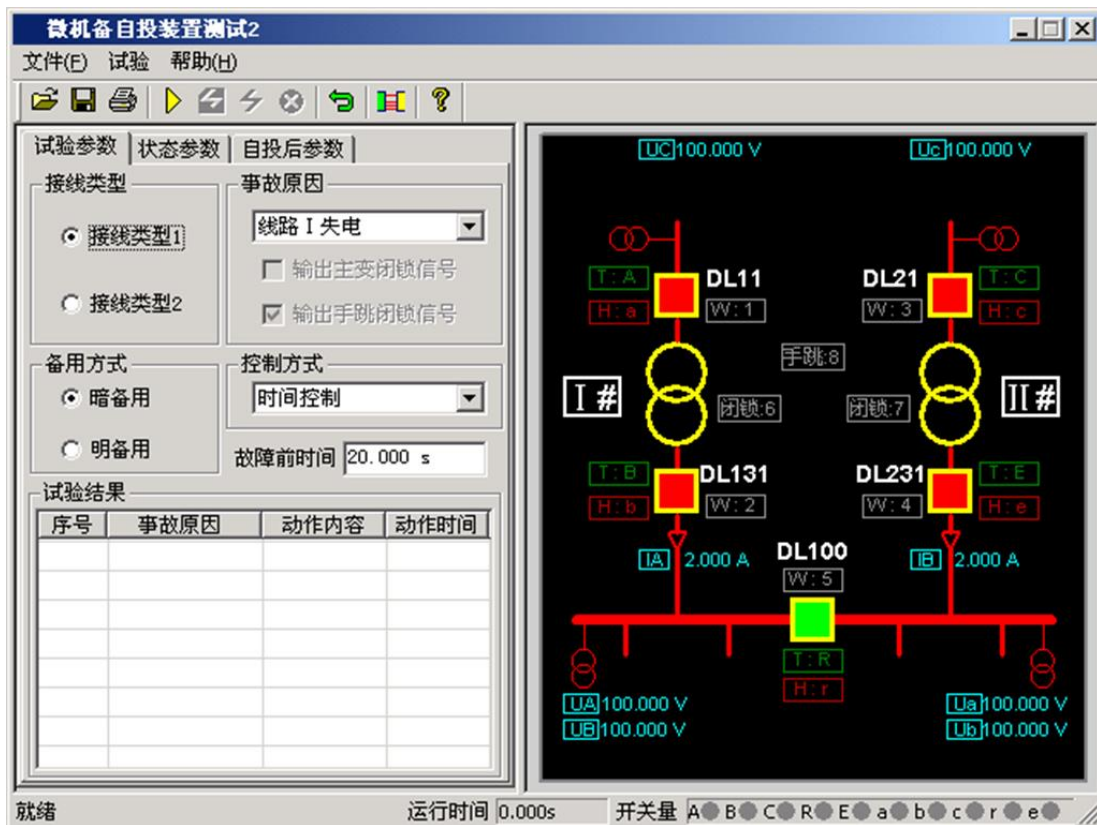 微机备自投装置测试2
文件(F) 试验 帮助(H)
试验参数 状态参数 自投后参数
接线类型
接线类型1
接线类型2
事故原因
线路 I 失电
输出主变闭锁信号
输出手跳闭锁信号
备用方式
暗备用
明备用
控制方式
时间控制
故障前时间 20.000 s
试验结果
序号 事故原因 动作内容 动作时间
UC 100.000 V Uc 100.000 V
T:A DL11 DL21 T:C
H:a W:1 W:3 H:c
手跳:8
I # 闭锁:6 闭锁:7 II #
T:B DL131 DL231 T:E
H:b W:2 W:4 H:e
IA 2.000 A DL100 IB 2.000 A
W:5
T:R
H:r
UA 100.000 V Ua 100.000 V
UB 100.000 V Ub 100.000 V
就绪 运行时间 0.000s 开关量 A B C R E a b c r e